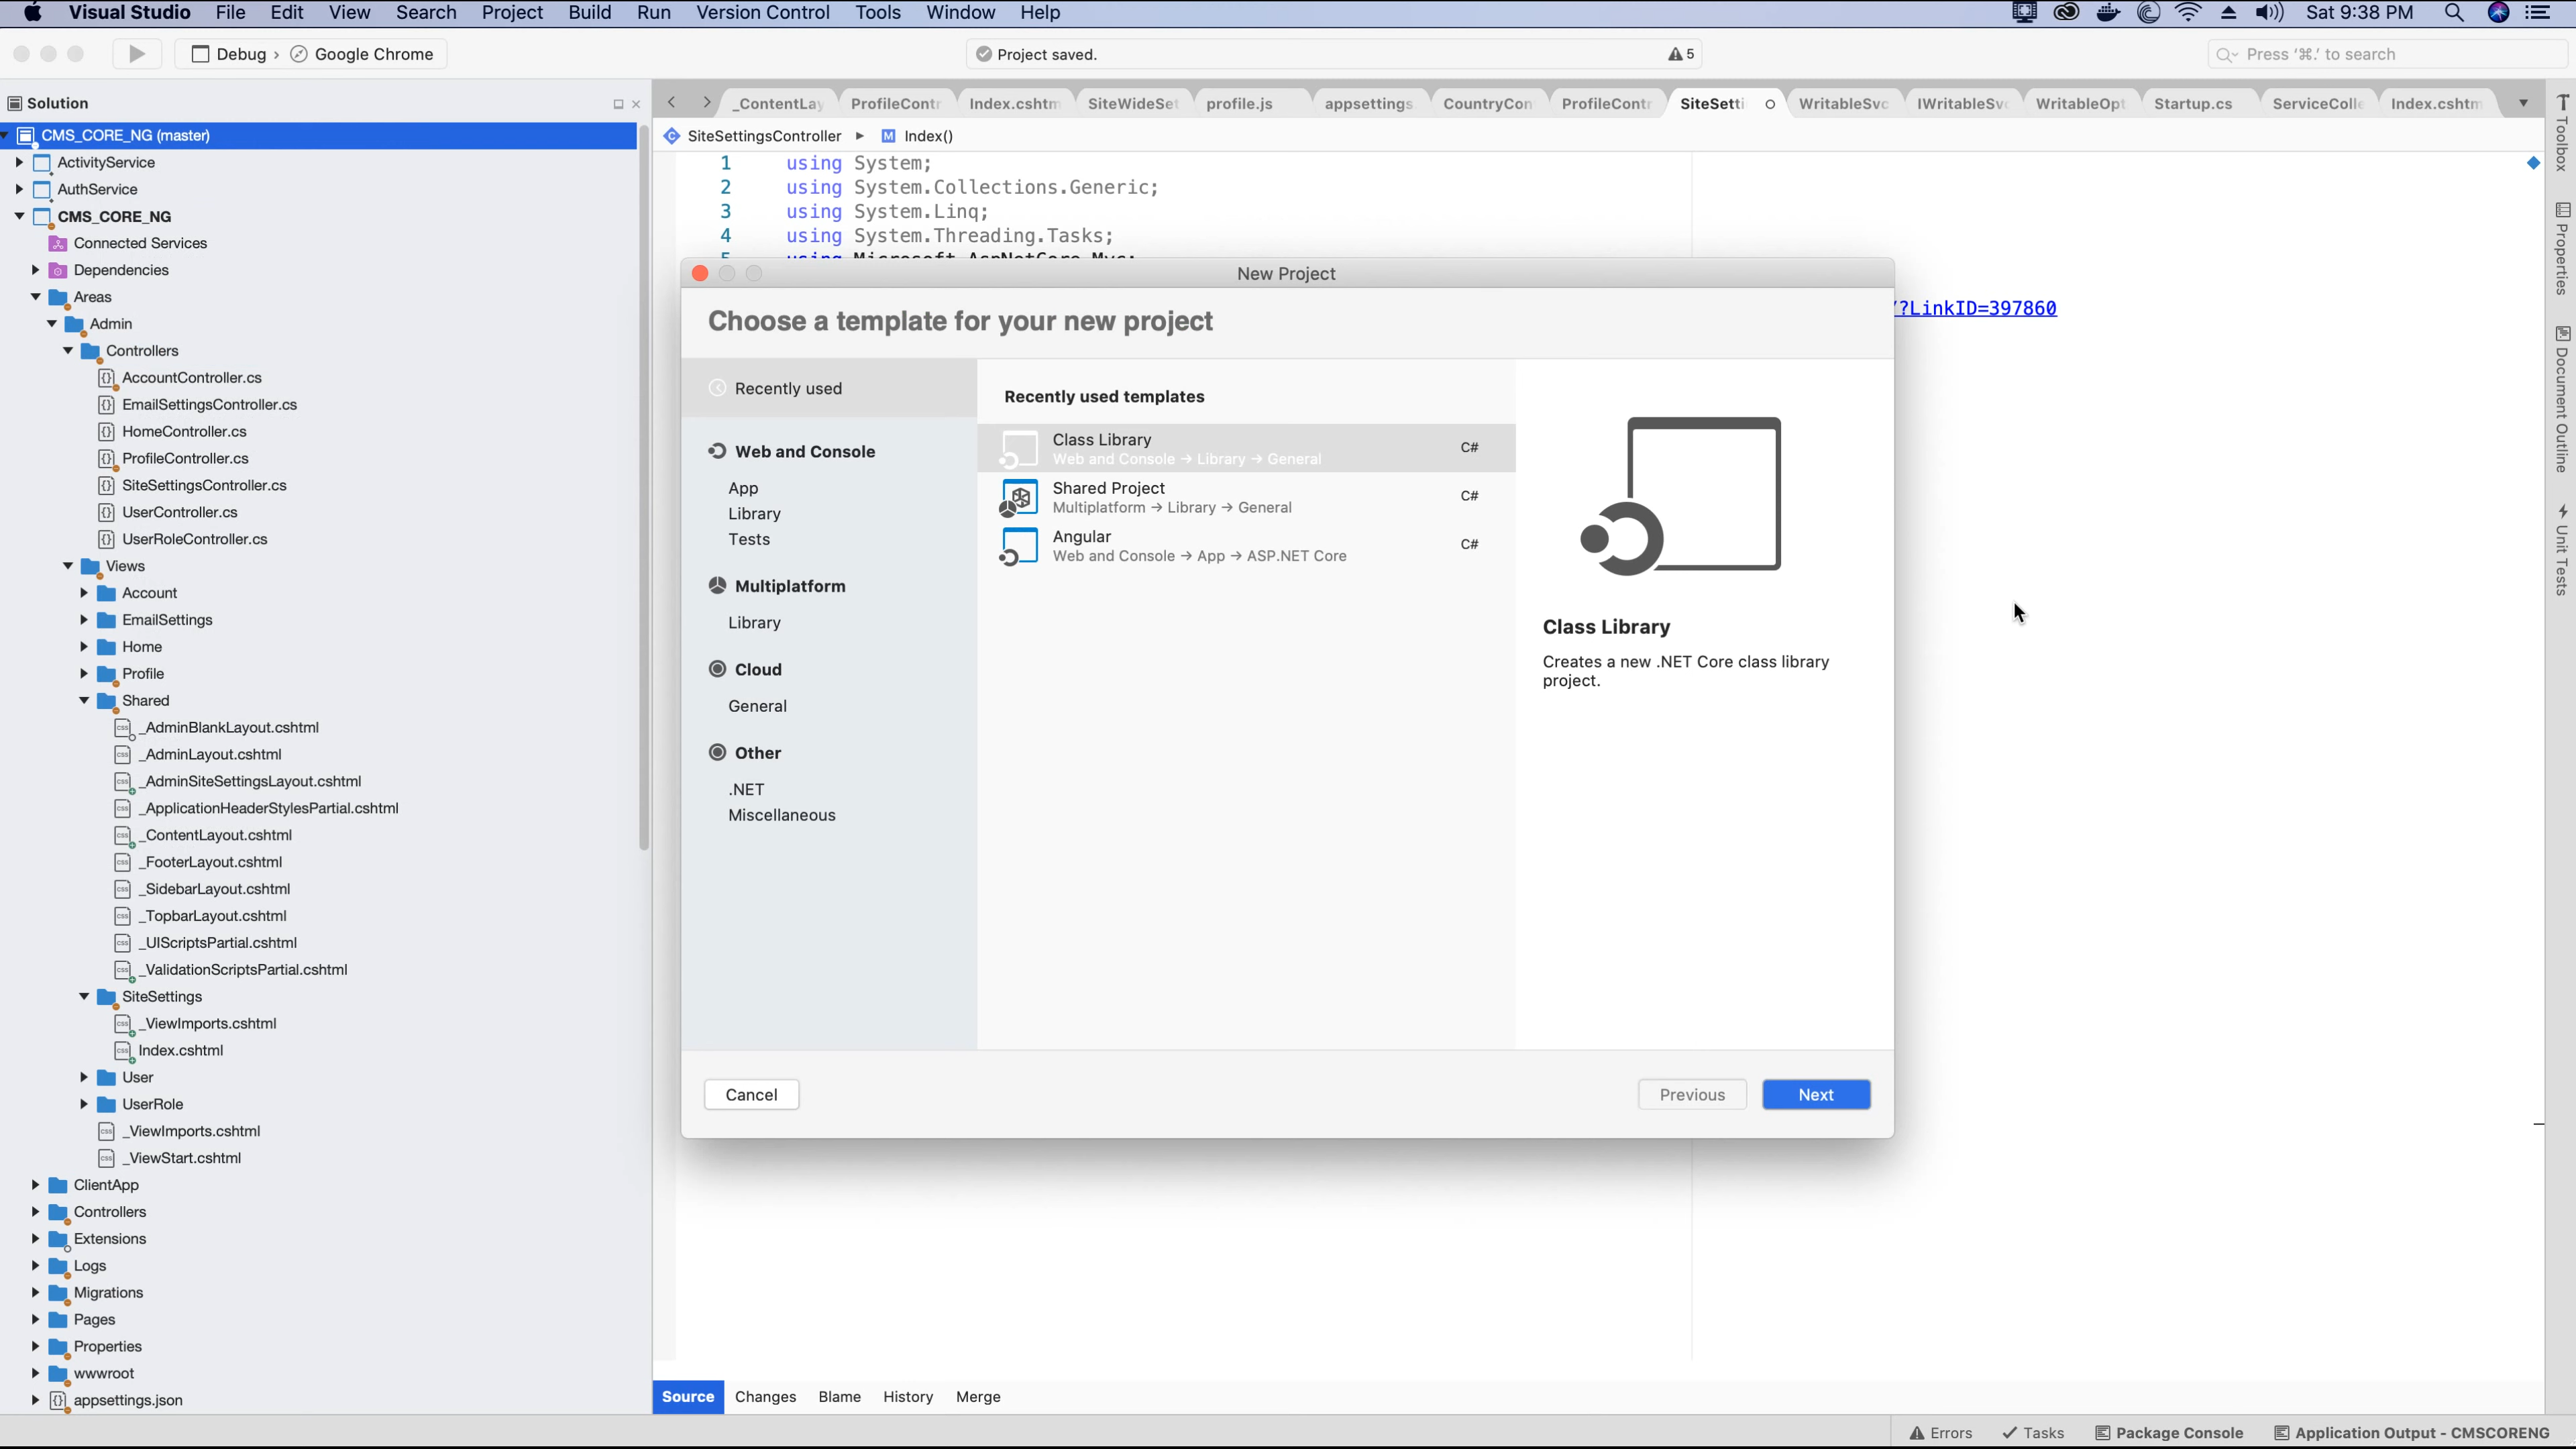 Visual Studio File Edit View Search Project Build Run Version Control Tools Window Help
Sat 9:38 PM
Debug › Google Chrome
Project saved.
5
Press '⌘.' to search
Solution
_ContentLay ProfileContr Index.cshtm SiteWideSet profile.js appsettings CountryCon ProfileContr SiteSetti WritableSvc IWritableSvc WritableOpt Startup.cs ServiceColle Index.cshtm
SiteSettingsController ▸ M Index()
CMS_CORE_NG (master)
ActivityService
AuthService
CMS_CORE_NG
Connected Services
Dependencies
Areas
Admin
Controllers
AccountController.cs
EmailSettingsController.cs
HomeController.cs
ProfileController.cs
SiteSettingsController.cs
UserController.cs
UserRoleController.cs
Views
Account
EmailSettings
Home
Profile
Shared
_AdminBlankLayout.cshtml
_AdminLayout.cshtml
_AdminSiteSettingsLayout.cshtml
_ApplicationHeaderStylesPartial.cshtml
_ContentLayout.cshtml
_FooterLayout.cshtml
_SidebarLayout.cshtml
_TopbarLayout.cshtml
_UIScriptsPartial.cshtml
_ValidationScriptsPartial.cshtml
SiteSettings
_ViewImports.cshtml
Index.cshtml
User
UserRole
_ViewImports.cshtml
_ViewStart.cshtml
ClientApp
Controllers
Extensions
Logs
Migrations
Pages
Properties
wwwroot
appsettings.json
1 using System;
2 using System.Collections.Generic;
3 using System.Linq;
4 using System.Threading.Tasks;
5 using Microsoft.AspNetCore.Mvc;
/?LinkID=397860
New Project
Choose a template for your new project
Recently used
Web and Console
App
Library
Tests
Multiplatform
Library
Cloud
General
Other
.NET
Miscellaneous
Recently used templates
Class Library
Web and Console → Library → General
C#
Shared Project
Multiplatform → Library → General
C#
Angular
Web and Console → App → ASP.NET Core
C#
Class Library
Creates a new .NET Core class library
project.
Cancel
Previous
Next
Toolbox
Properties
Document Outline
Unit Tests
Source Changes Blame History Merge
Errors Tasks Package Console Application Output - CMSCORENG